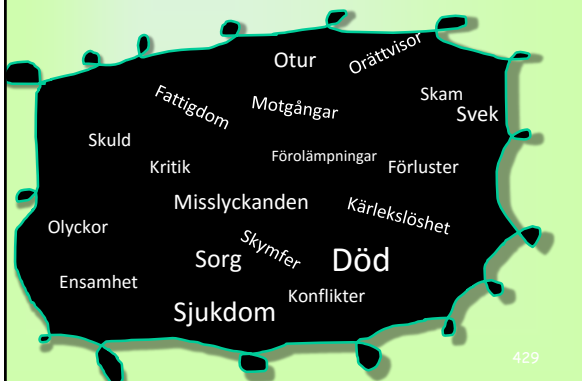 Otur
Orättvisor
Fattigdom
Motgångar
Skam
Svek
Skuld
Kritik
Förolämpningar
Förluster
Misslyckanden
Kärlekslöshet
Olyckor
Sorg
Skymfer
Död
Ensamhet
Konflikter
Sjukdom
429